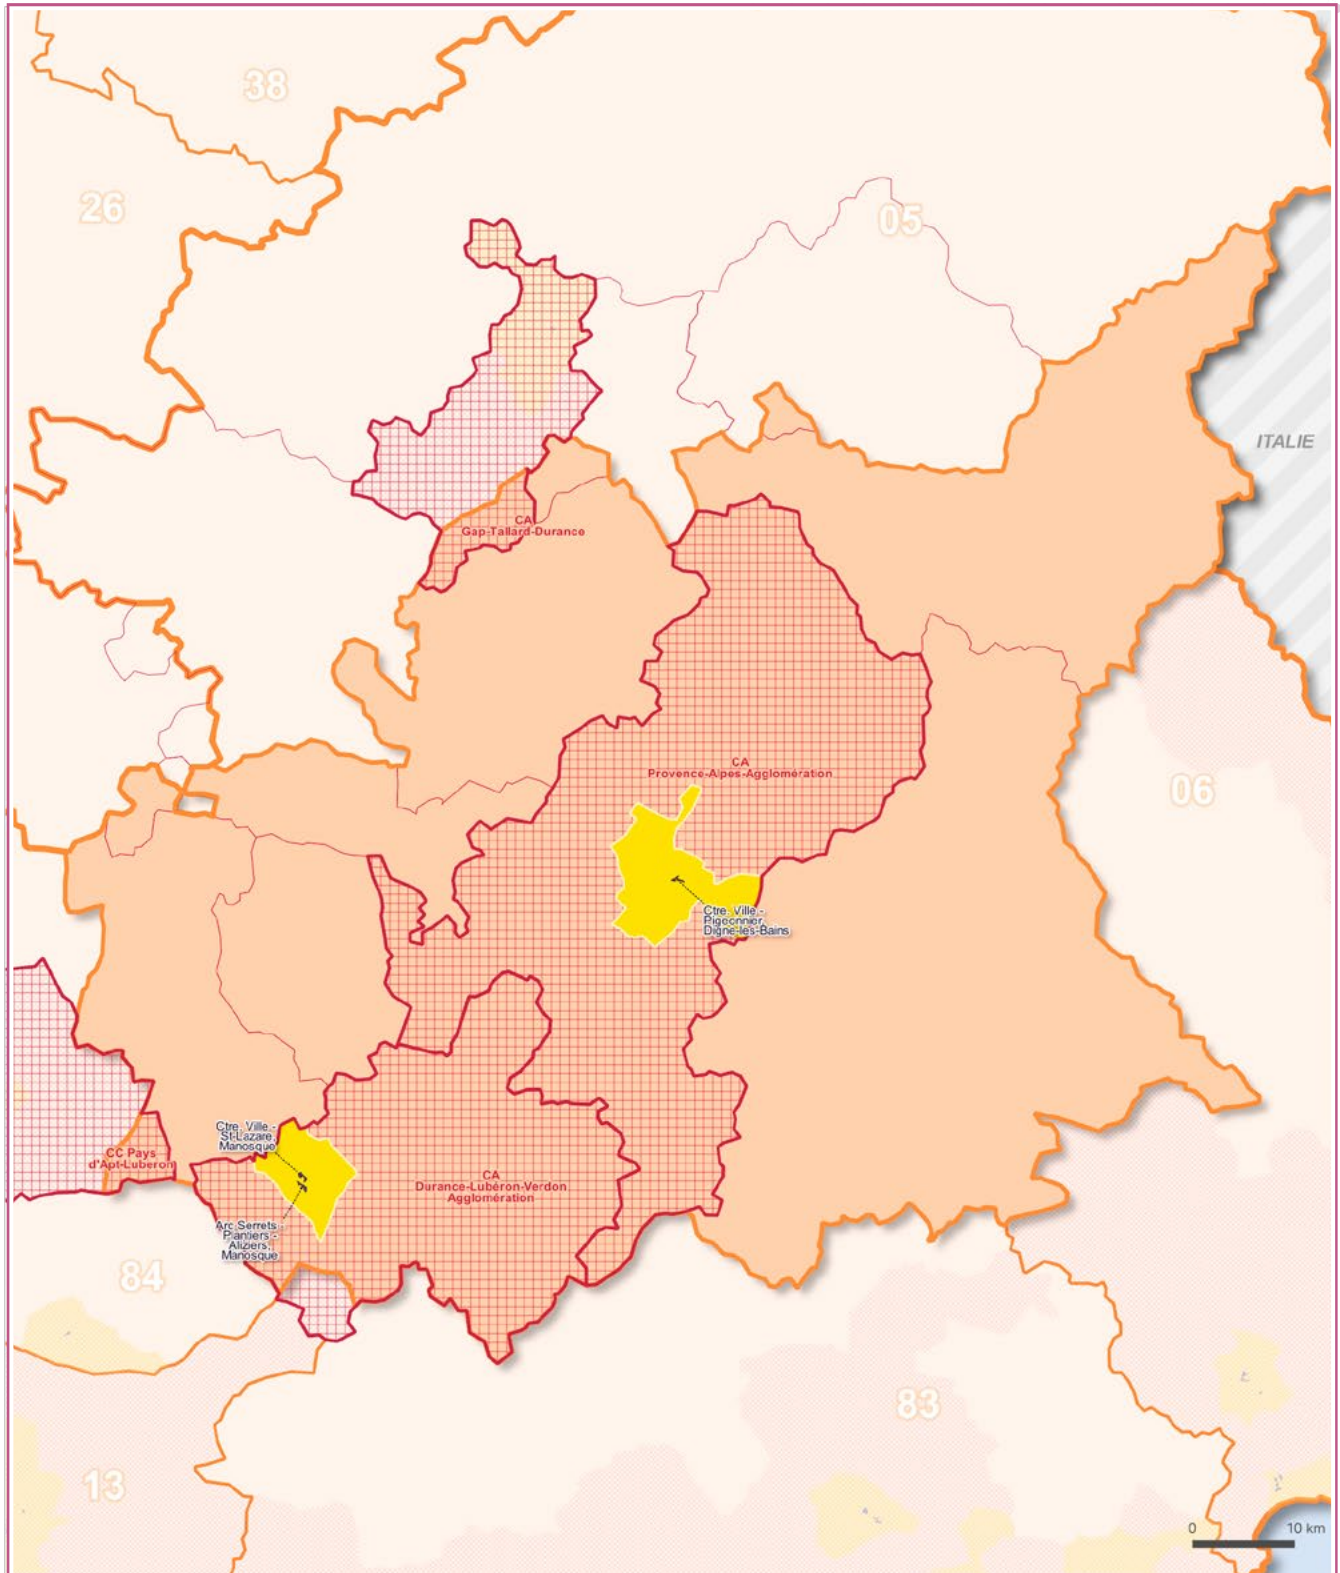 38
26
05
ITALIE
CA
Gap-Tallard-Durance
CA
Provence-Alpes-Agglomération
06
Ctre. Ville -
Pigeonnier,
Digne-les-Bains
Ctre. Ville -
St-Lazare,
Manosque
CC Pays
d'Apt-Luberon
CA
Durance-Lubéron-Verdon
Agglomération
Arc Serrets -
Plantiers -
Aliziers,
Manosque
84
83
13
0 10 km